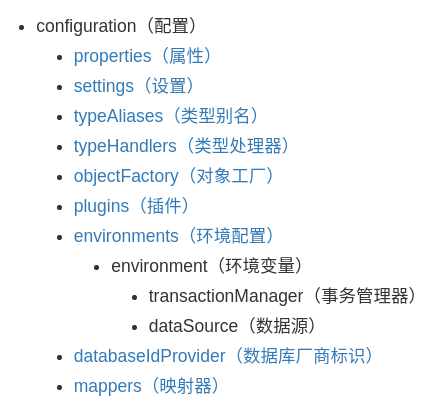 configuration（配置）
properties（属性）
settings（设置）
typeAliases（类型别名）
typeHandlers（类型处理器）
objectFactory（对象工厂）
plugins（插件）
environments（环境配置）
environment（环境变量）
transactionManager（事务管理器）
dataSource（数据源）
databaseIdProvider（数据库厂商标识）
mappers（映射器）